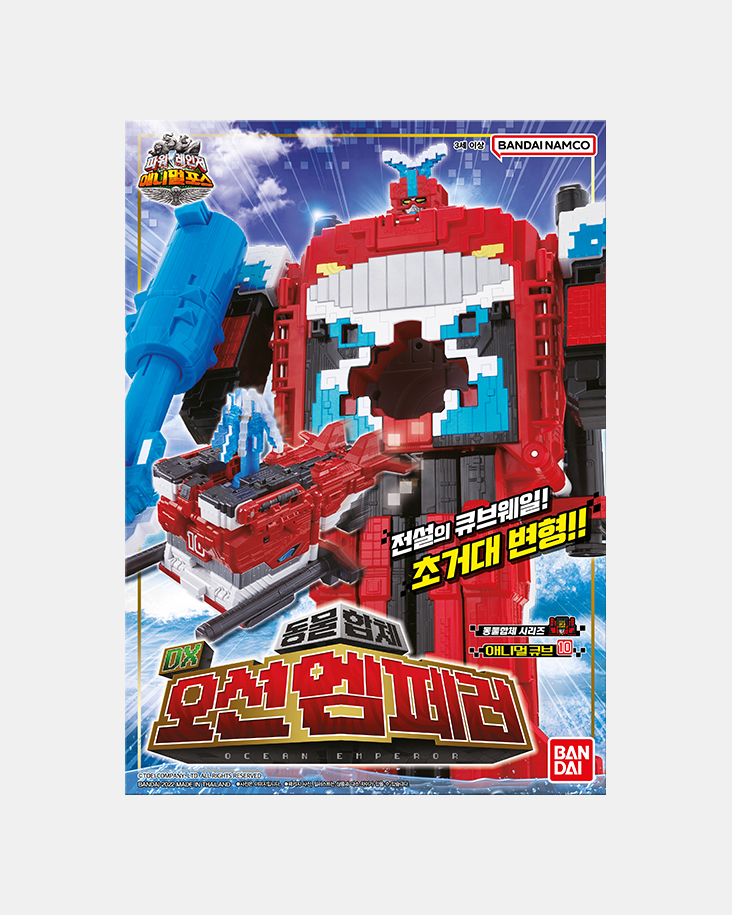 파워레인저
애니멀포스
3세 이상
BANDAI NAMCO
전설의 큐브웨일!
초거대 변형!!
동물합체 시리즈
애니멀 큐브 10
10
동물합체
DX
오션엠페러
OCEAN EMPEROR
BAN
DAI
©TOEI COMPANY, LTD. ALL RIGHTS RESERVED
BANDAI 2022 MADE IN THAILAND